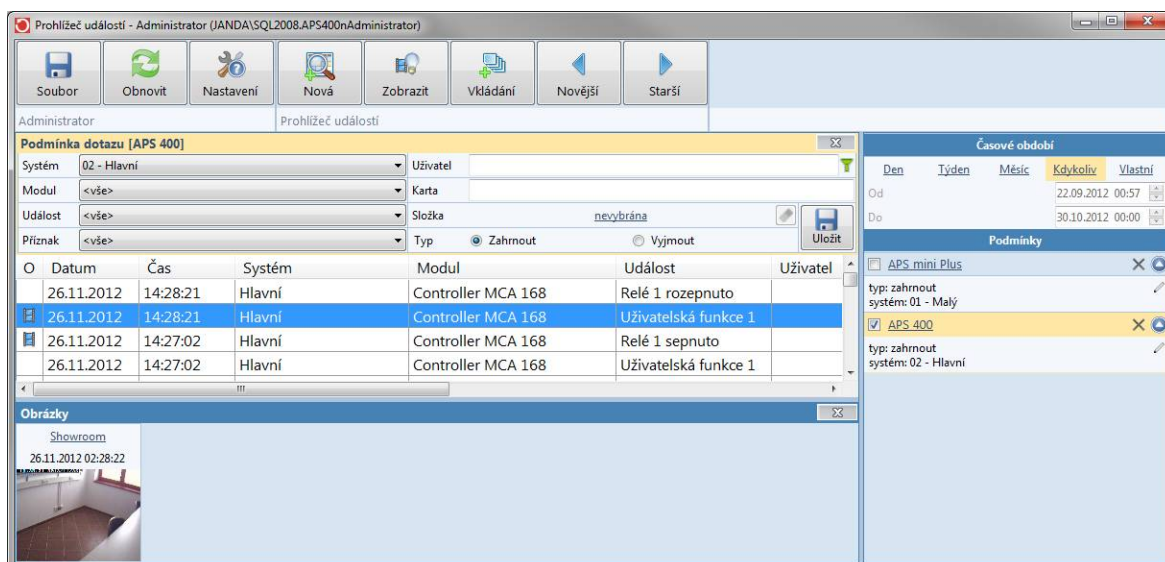 Prohlížeč událostí - Administrator (JANDA\SQL2008.APS400nAdministrator)
Soubor Obnovit Nastavení Nová Zobrazit Vkládání Novější Starší
Administrator Prohlížeč událostí
Podmínka dotazu [APS 400]
Systém 02 - Hlavní Uživatel
Modul <vše> Karta
Událost <vše> Složka nevybrána
Příznak <vše> Typ Zahrnout Vyjmout Uložit
O Datum Čas Systém Modul Událost Uživatel
26.11.2012 14:28:21 Hlavní Controller MCA 168 Relé 1 rozepnuto
26.11.2012 14:28:21 Hlavní Controller MCA 168 Uživatelská funkce 1
26.11.2012 14:27:02 Hlavní Controller MCA 168 Relé 1 sepnuto
26.11.2012 14:27:02 Hlavní Controller MCA 168 Uživatelská funkce 1
Obrázky
Showroom
26.11.2012 02:28:22
Časové období
Den Týden Měsíc Kdykoliv Vlastní
Od 22.09.2012 00:57
Do 30.10.2012 00:00
Podmínky
APS mini Plus
typ: zahrnout
systém: 01 - Malý
APS 400
typ: zahrnout
systém: 02 - Hlavní